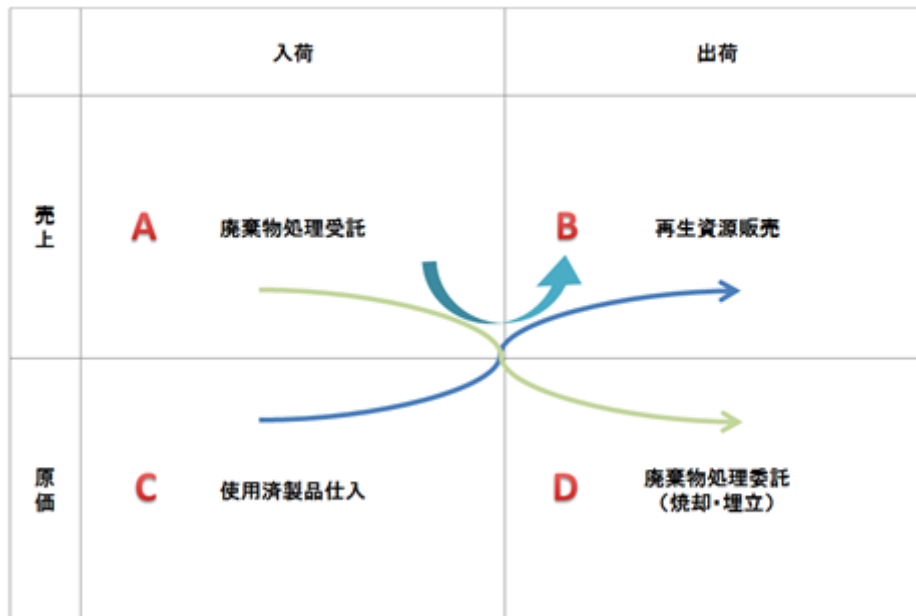 入荷
出荷
売上
A
廃棄物処理受託
B
再生資源販売
原価
C
使用済製品仕入
D
廃棄物処理委託
（焼却・埋立）